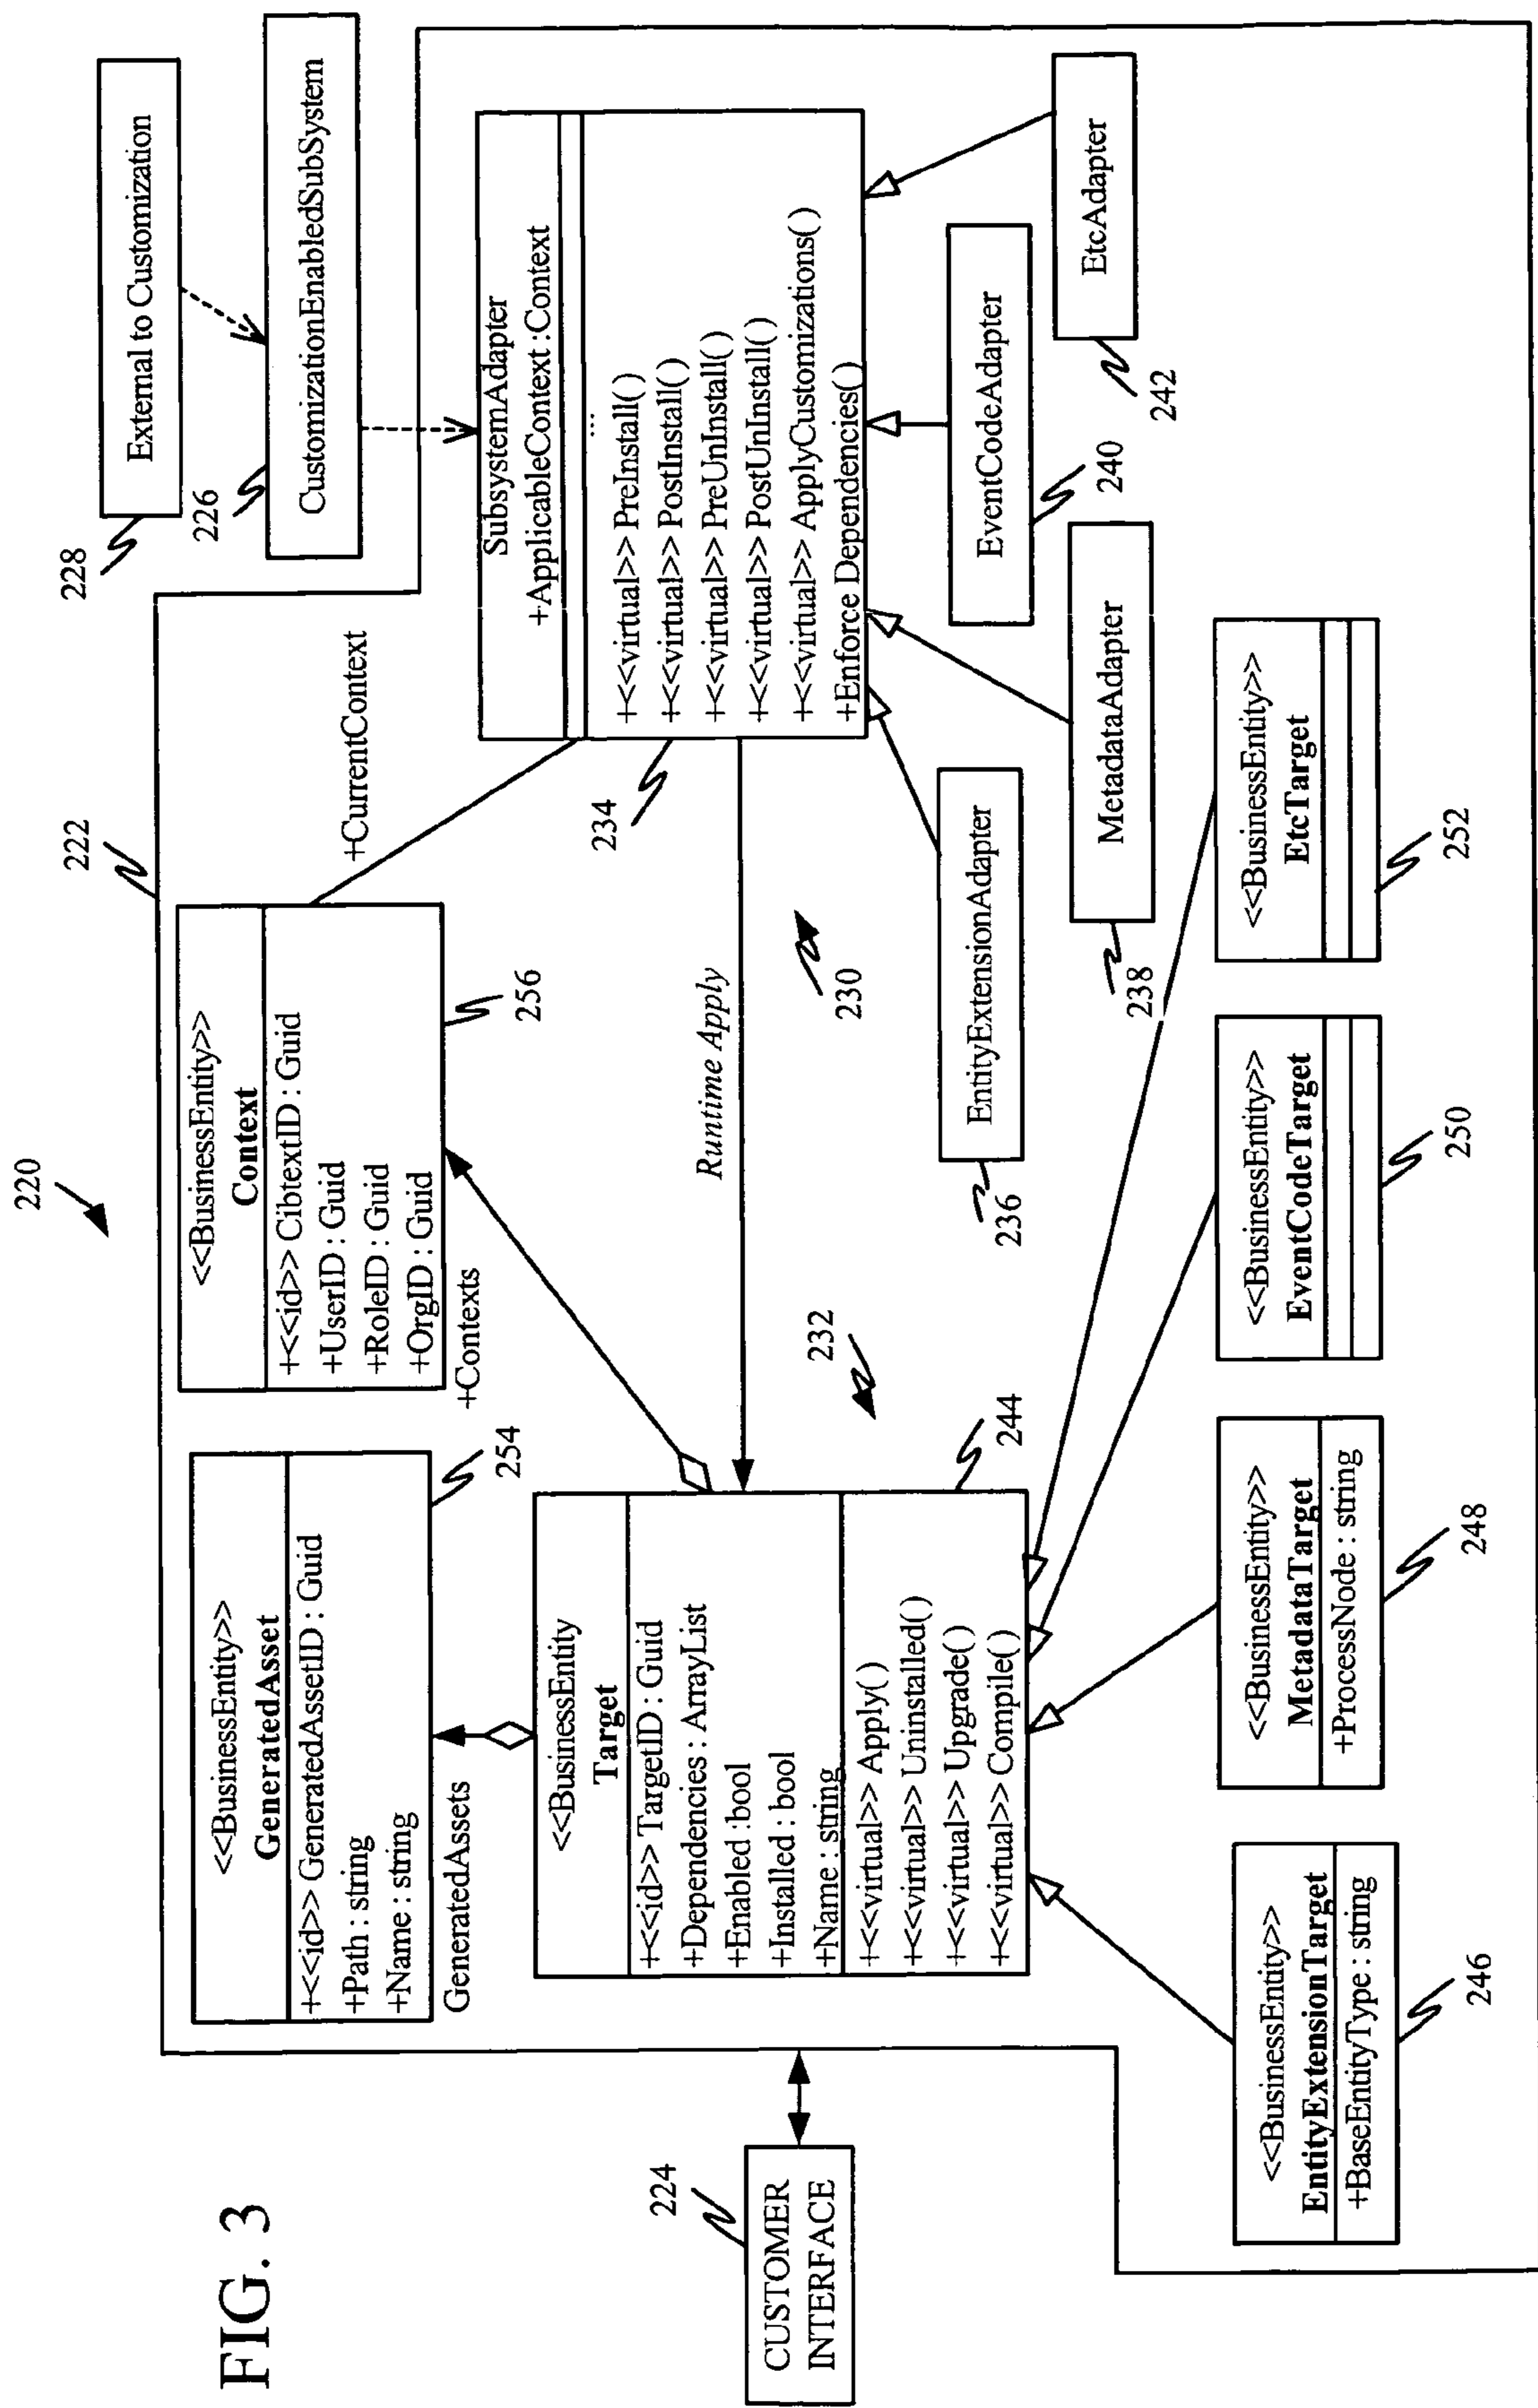 FIG. 3
220
222
224
CUSTOMER
INTERFACE
<<BusinessEntity>>
GeneratedAsset
+<<id>> GeneratedAssetID : Guid
+Path : string
+Name : string
GeneratedAssets
254
<<BusinessEntity>>
Context
+<<id>> CibtextID : Guid
+UserID : Guid
+RoleID : Guid
+OrgID : Guid
+Contexts
256
+CurrentContext
228
External to Customization
226
CustomizationEnabledSubSystem
SubsystemAdapter
+ApplicableContext :Context
...
+<<virtual>> PreInstall( )
+<<virtual>> PostInstall( )
+<<virtual>> PreUnInstall( )
+<<virtual>> PostUnInstall( )
+<<virtual>> ApplyCustomizations( )
+Enforce Dependencies( )
234
Runtime Apply
230
232
<<BusinessEntity
Target
+<<id>> TargetID : Guid
+Dependencies : ArrayList
+Enabled :bool
+Installed : bool
+Name : string
+<<virtual>> Apply( )
+<<virtual>> Uninstalled( )
+<<virtual>> Upgrade( )
+<<virtual>> Compile( )
244
EntityExtensionAdapter
236
MetadataAdapter
238
EventCodeAdapter
240
EtcAdapter
242
<<BusinessEntity>>
EntityExtensionTarget
+BaseEntityType : string
246
<<BusinessEntity>>
MetadataTarget
+ProcessNode : string
248
<<BusinessEntity>>
EventCodeTarget
250
<<BusinessEntity>>
EtcTarget
252